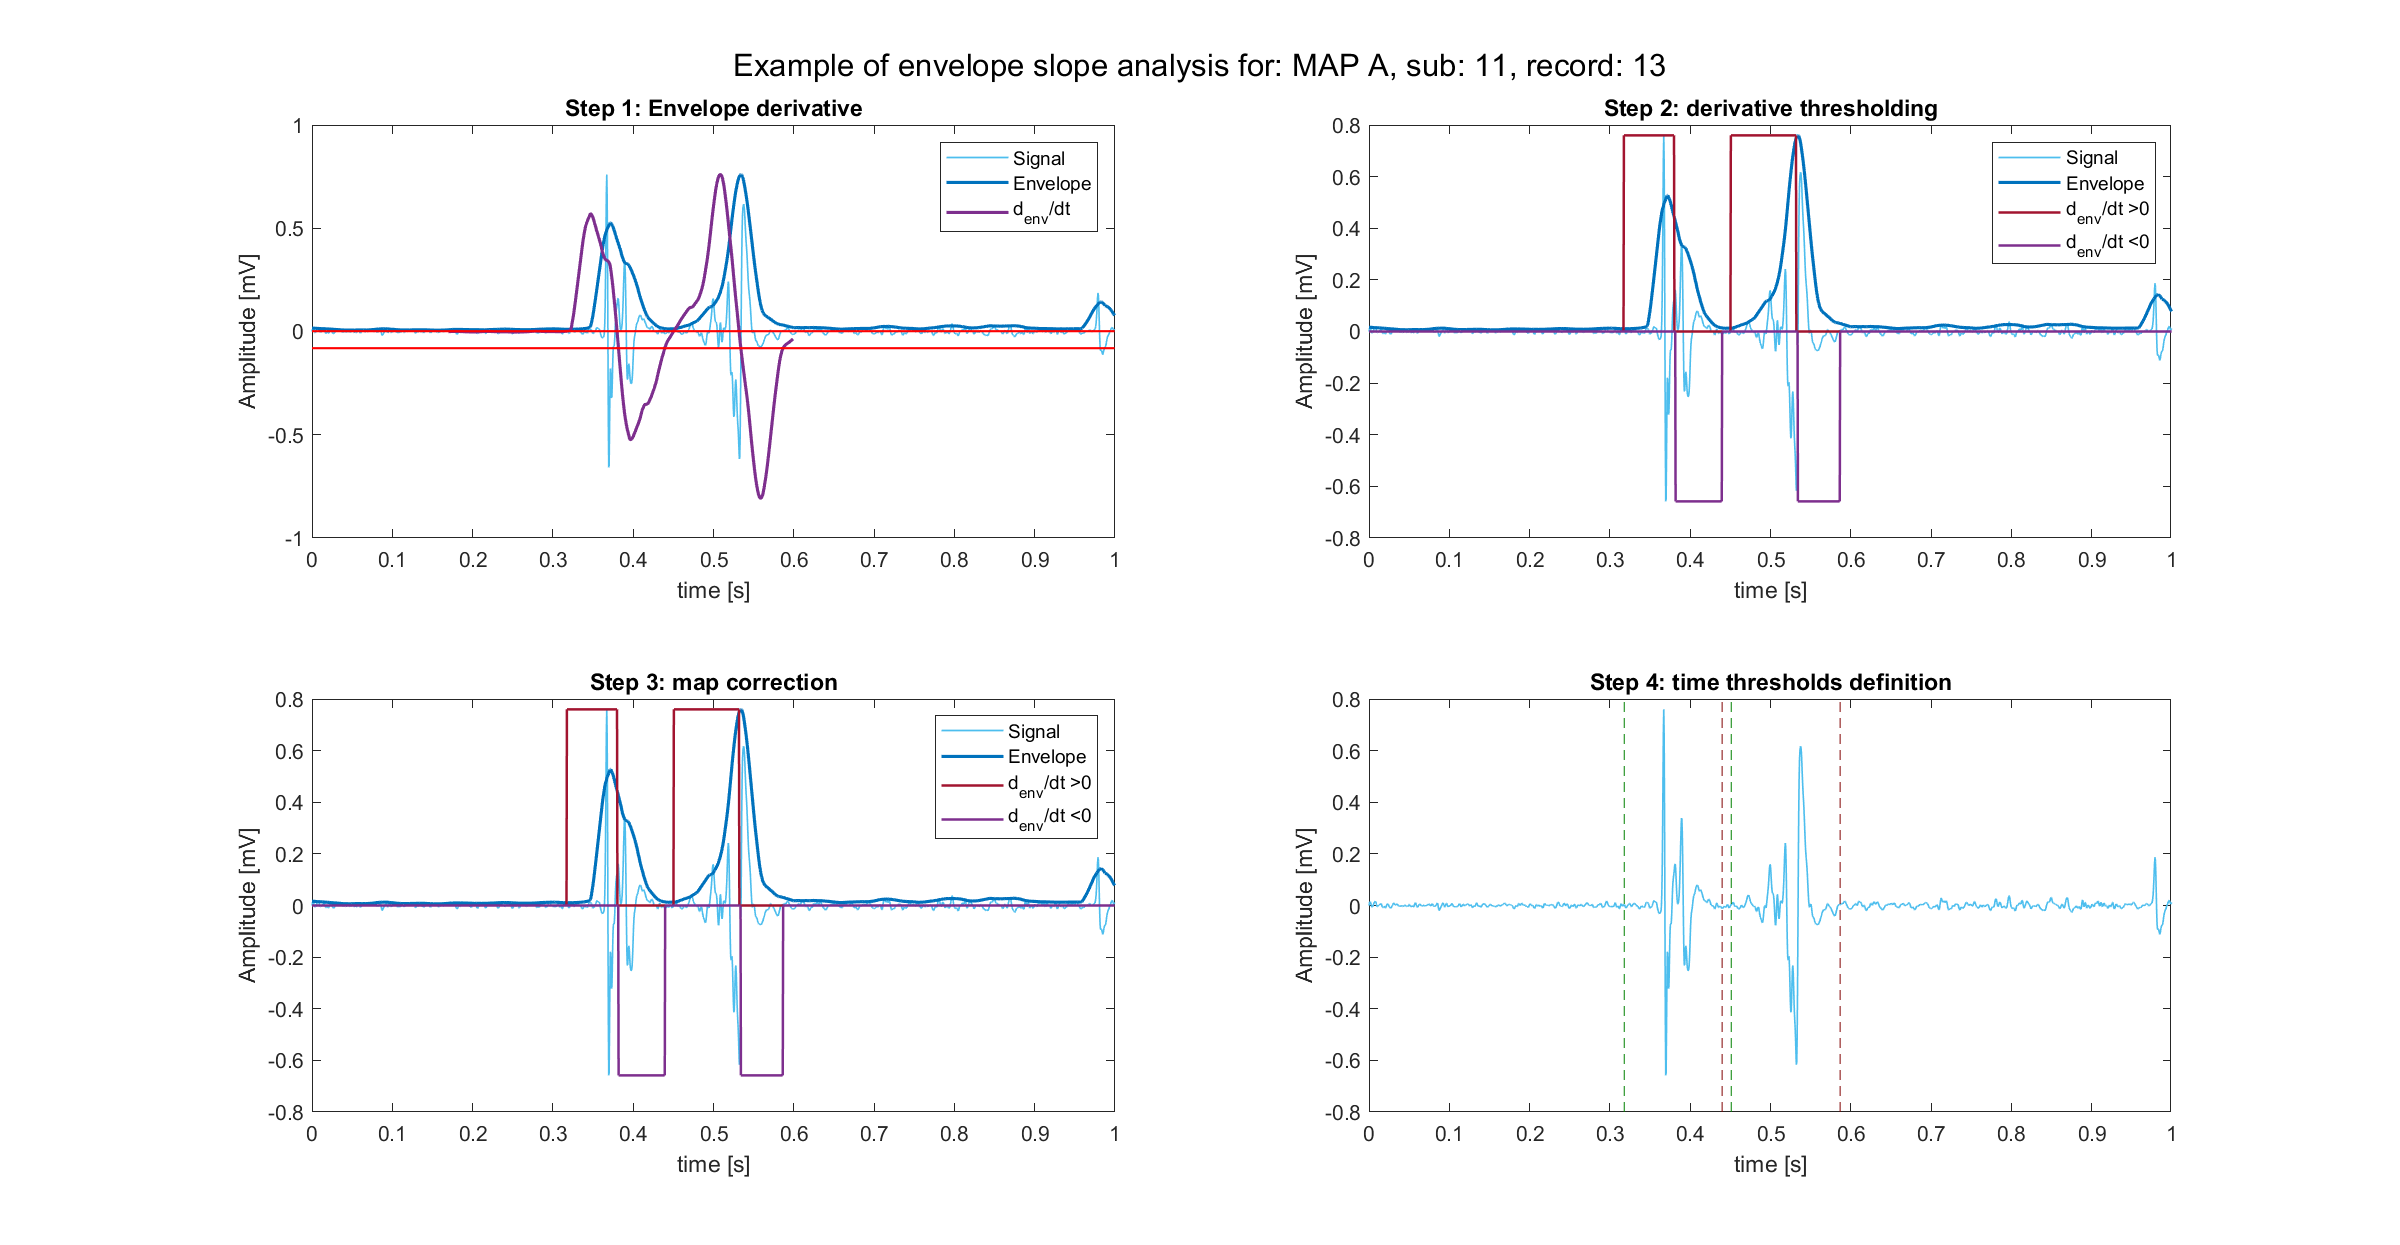 Example of envelope slope analysis for: MAP A, sub: 11, record: 13
Step 1: Envelope derivative
1
0.5
0
-0.5
-1
Amplitude [mV]
0 0.1 0.2 0.3 0.4 0.5 0.6 0.7 0.8 0.9 1
time [s]
Signal
Envelope
d_env/dt
Step 2: derivative thresholding
0.8
0.6
0.4
0.2
0
-0.2
-0.4
-0.6
-0.8
Amplitude [mV]
0 0.1 0.2 0.3 0.4 0.5 0.6 0.7 0.8 0.9 1
time [s]
Signal
Envelope
d_env/dt >0
d_env/dt <0
Step 3: map correction
0.8
0.6
0.4
0.2
0
-0.2
-0.4
-0.6
-0.8
Amplitude [mV]
0 0.1 0.2 0.3 0.4 0.5 0.6 0.7 0.8 0.9 1
time [s]
Signal
Envelope
d_env/dt >0
d_env/dt <0
Step 4: time thresholds definition
0.8
0.6
0.4
0.2
0
-0.2
-0.4
-0.6
-0.8
Amplitude [mV]
0 0.1 0.2 0.3 0.4 0.5 0.6 0.7 0.8 0.9 1
time [s]